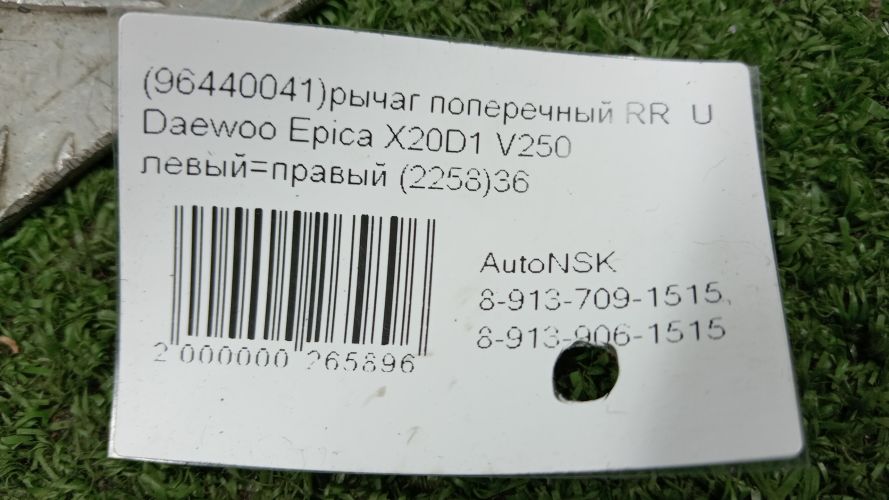 (96440041)рычаг поперечный RR U
Daewoo Epica X20D1 V250
левый=правый (2258)36
AutoNSK
8-913-709-1515,
8-913-906-1515
2 000000 265896